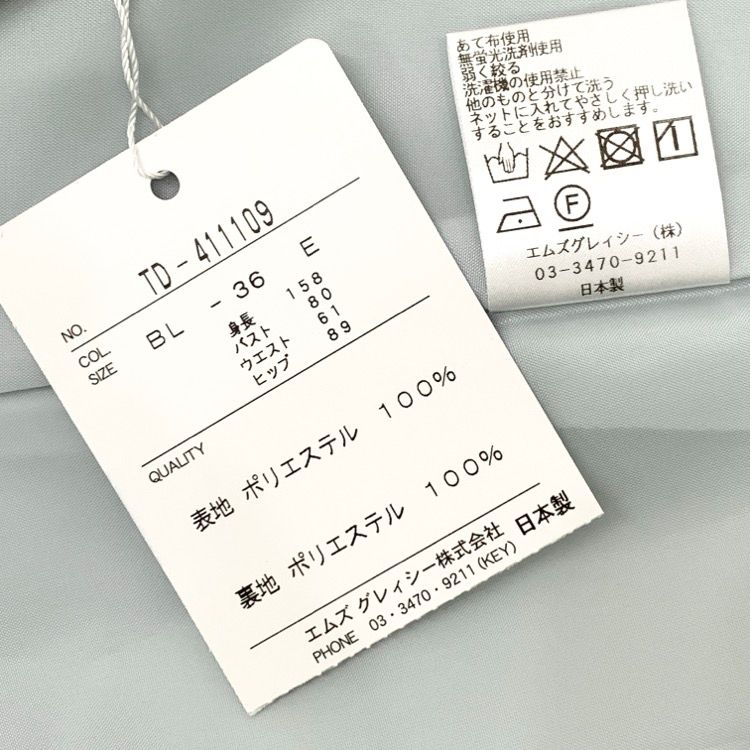 NO. TD-411109
COL. BL - 36 E
SIZE
身長 158
バスト 80
ウエスト 61
ヒップ 89
QUALITY
表地 ポリエステル 100%
裏地 ポリエステル 100%
日本製
エムズ グレィシー株式会社
PHONE 03・3470・9211(KEY)
あて布使用
無蛍光洗剤使用
弱く絞る
洗濯機の使用禁止
他のものと分けて洗う
ネットに入れてやさしく押し洗い
することをおすすめします。
F
エムズグレイシー(株)
03-3470-9211
日本製